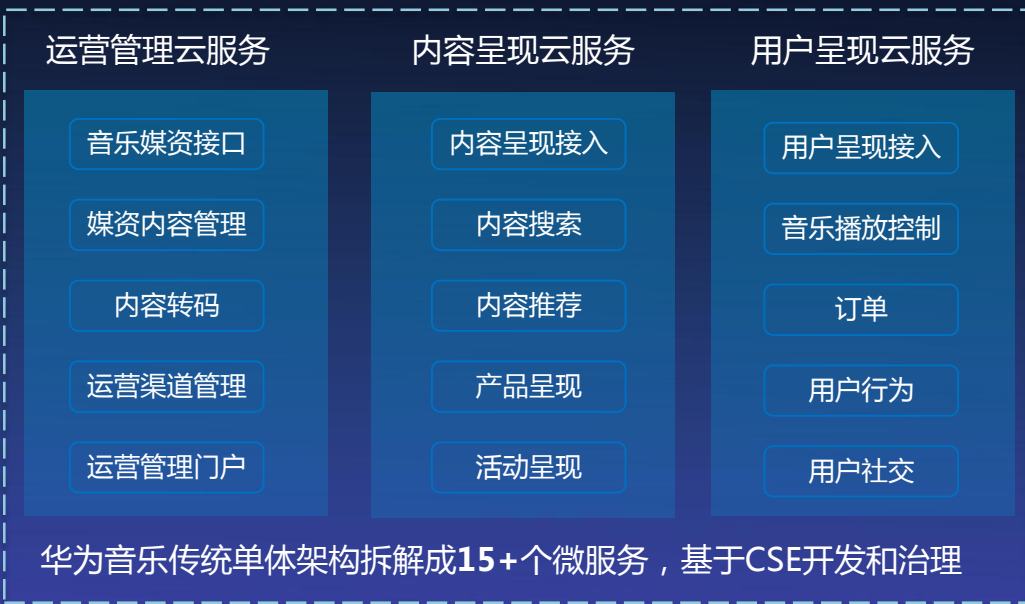 运营管理云服务
音乐媒资接口
媒资内容管理
内容转码
运营渠道管理
运营管理门户
内容呈现云服务
内容呈现接入
内容搜索
内容推荐
产品呈现
活动呈现
用户呈现云服务
用户呈现接入
音乐播放控制
订单
用户行为
用户社交
华为音乐传统单体架构拆解成15+个微服务，基于CSE开发和治理